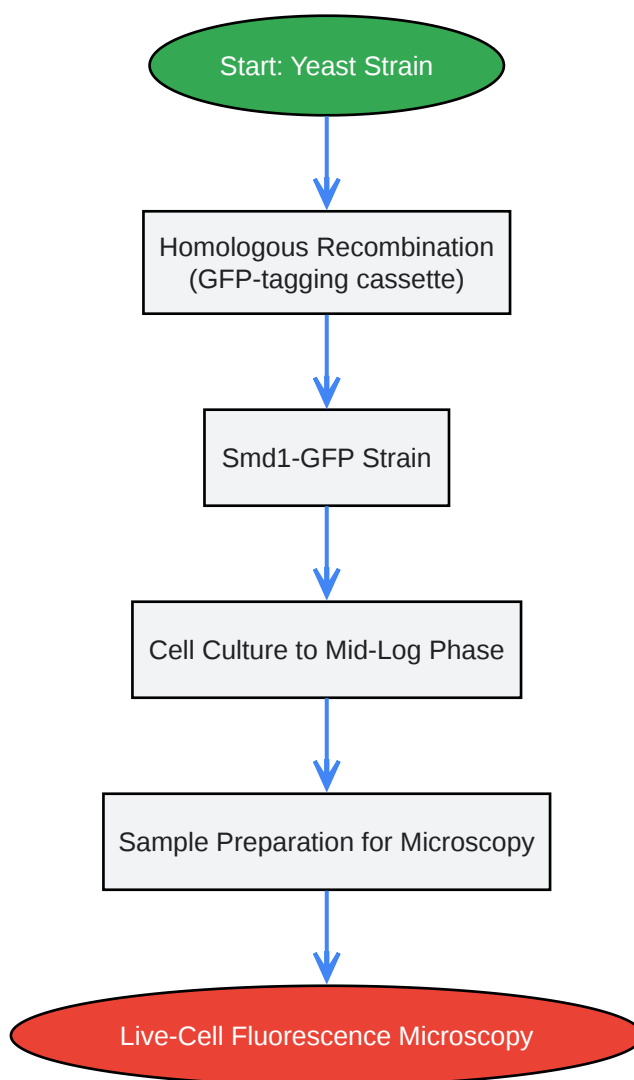 Start: Yeast Strain
Homologous Recombination
(GFP-tagging cassette)
Smd1-GFP Strain
Cell Culture to Mid-Log Phase
Sample Preparation for Microscopy
Live-Cell Fluorescence Microscopy